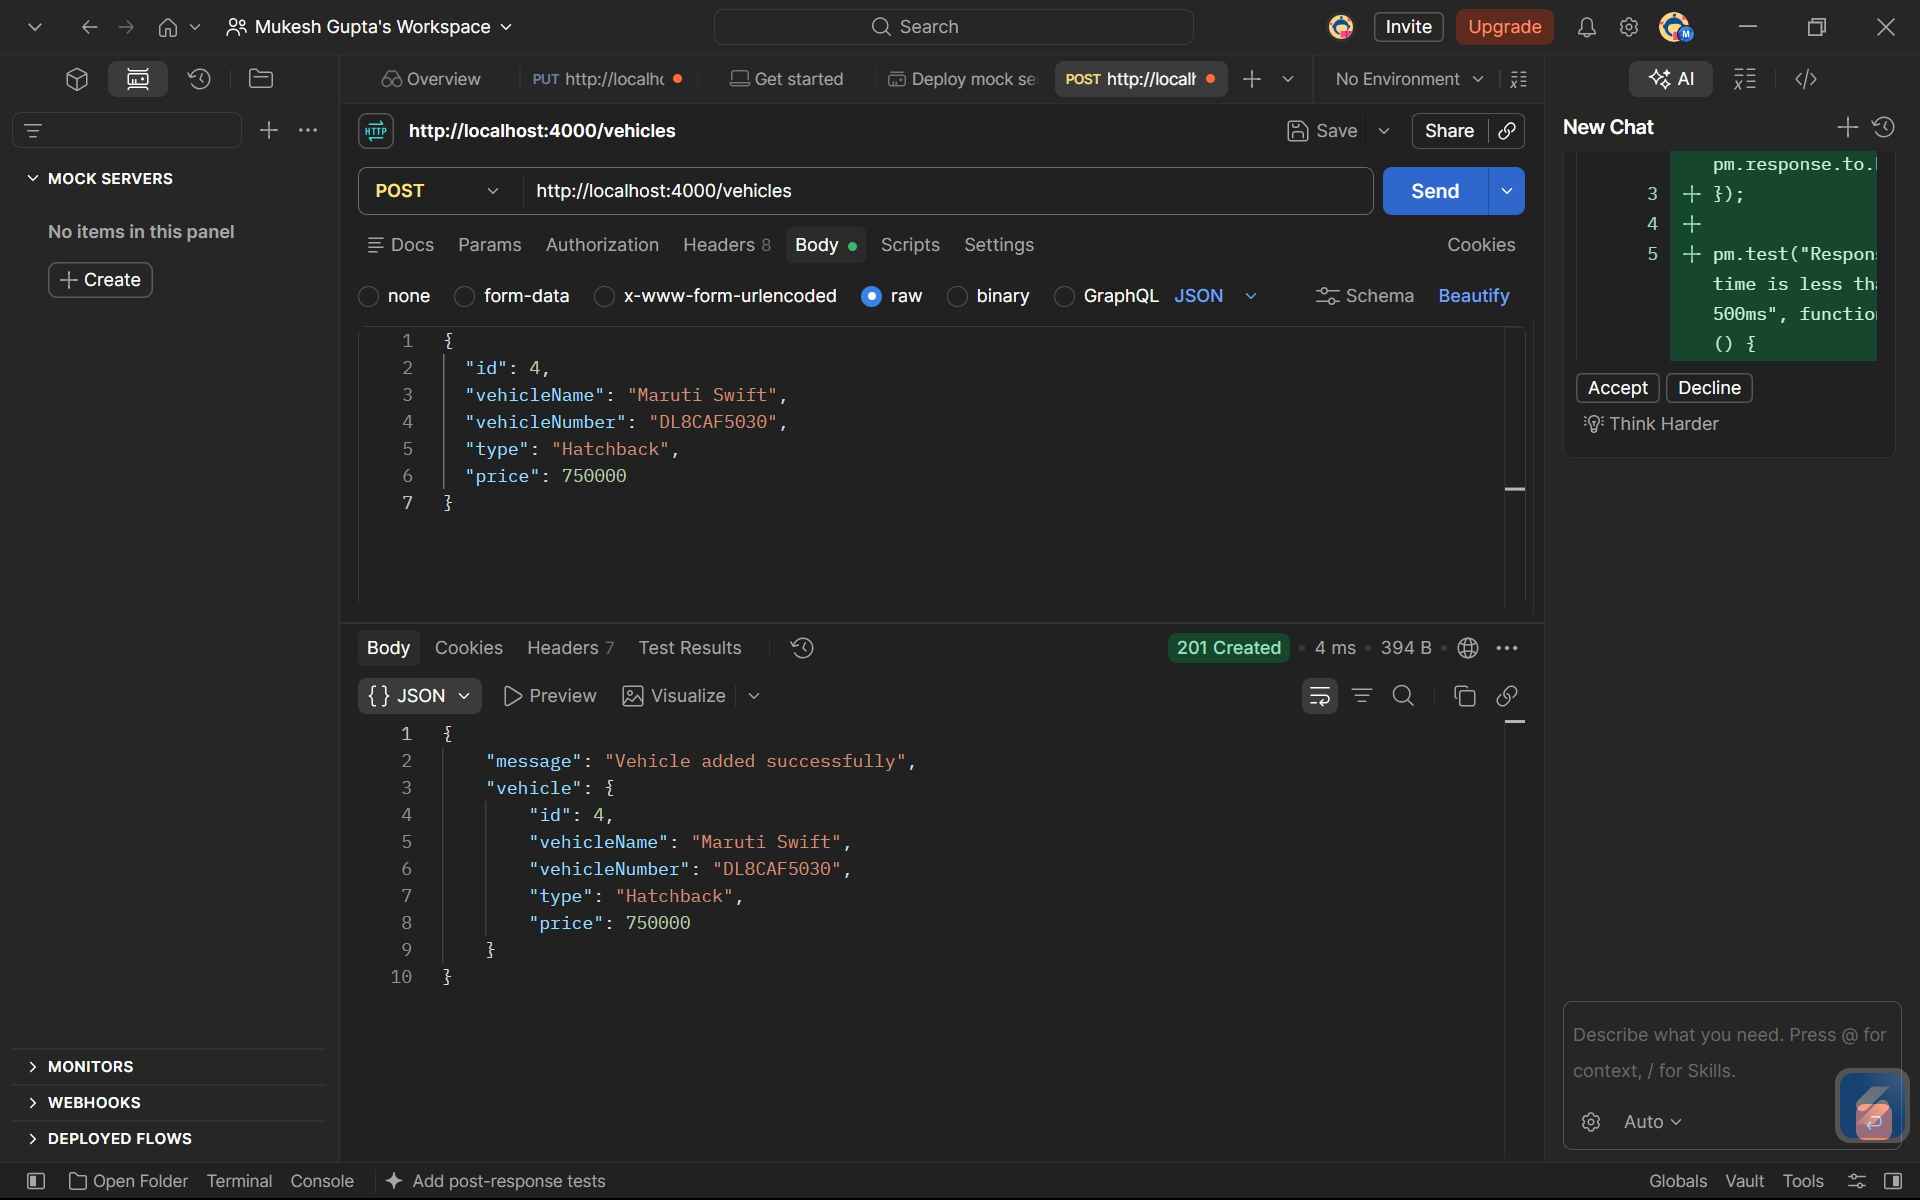 Mukesh Gupta's Workspace
Search
Invite
Upgrade
M
Overview
PUT http://localho
Get started
Deploy mock se
POST http://local
No Environment
AI
HTTP
http://localhost:4000/vehicles
Save
Share
New Chat
MOCK SERVERS
No items in this panel
Create
POST
http://localhost:4000/vehicles
Send
Docs
Params
Authorization
Headers 8
Body
Scripts
Settings
Cookies
none
form-data
x-www-form-urlencoded
raw
binary
GraphQL
JSON
Schema
Beautify
1 {
2 "id": 4,
3 "vehicleName": "Maruti Swift",
4 "vehicleNumber": "DL8CAF5030",
5 "type": "Hatchback",
6 "price": 750000
7 }
pm.response.to.
3 + });
4 +
5 + pm.test("Respon
time is less tha
500ms", functio
() {
Accept
Decline
Think Harder
Body
Cookies
Headers 7
Test Results
201 Created
4 ms
394 B
{} JSON
Preview
Visualize
1 {
2 "message": "Vehicle added successfully",
3 "vehicle": {
4 "id": 4,
5 "vehicleName": "Maruti Swift",
6 "vehicleNumber": "DL8CAF5030",
7 "type": "Hatchback",
8 "price": 750000
9 }
10 }
Describe what you need. Press @ for
context, / for Skills.
Auto
MONITORS
WEBHOOKS
DEPLOYED FLOWS
Open Folder
Terminal
Console
Add post-response tests
Globals
Vault
Tools